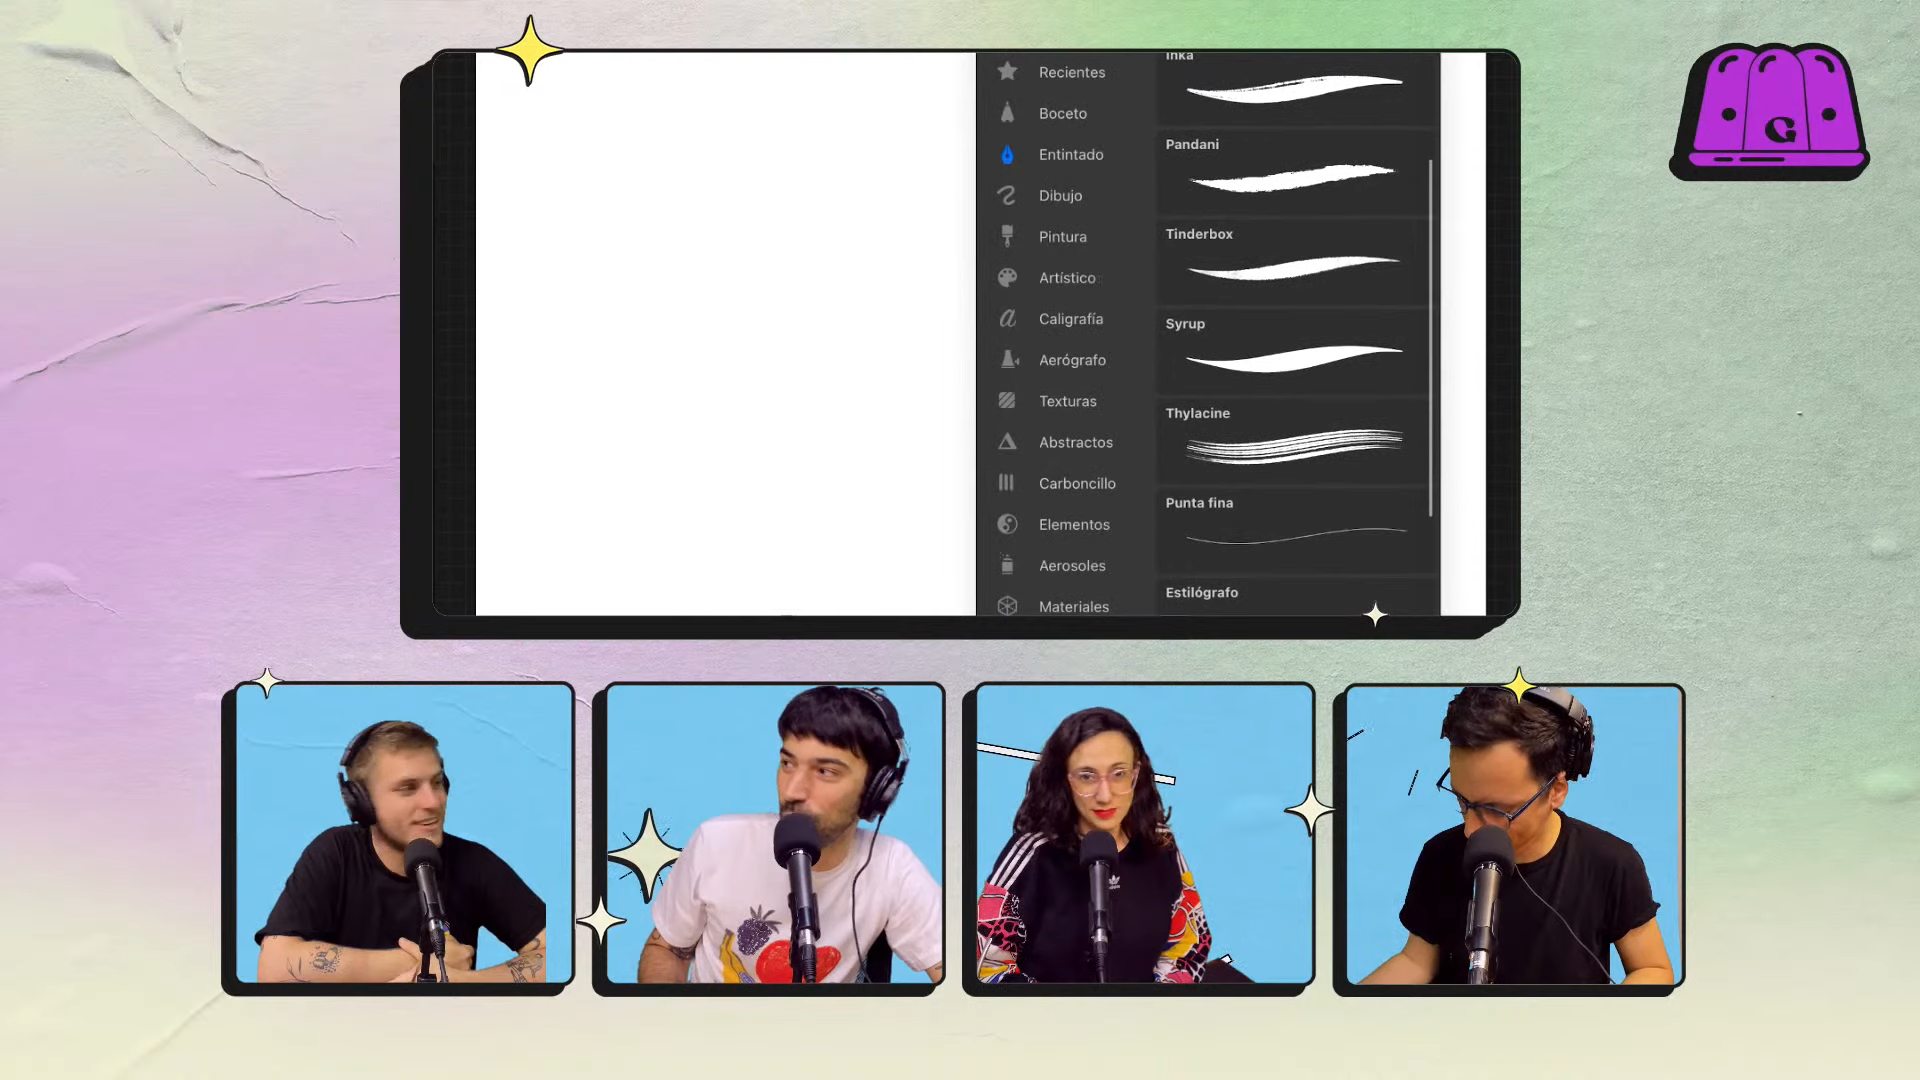 Recientes
Boceto
Entintado
Dibujo
Pintura
Artístico
Caligrafía
Aerógrafo
Texturas
Abstractos
Carboncillo
Elementos
Aerosoles
Materiales
Inka
Pandani
Tinderbox
Syrup
Thylacine
Punta fina
Estilógrafo
G
adidas